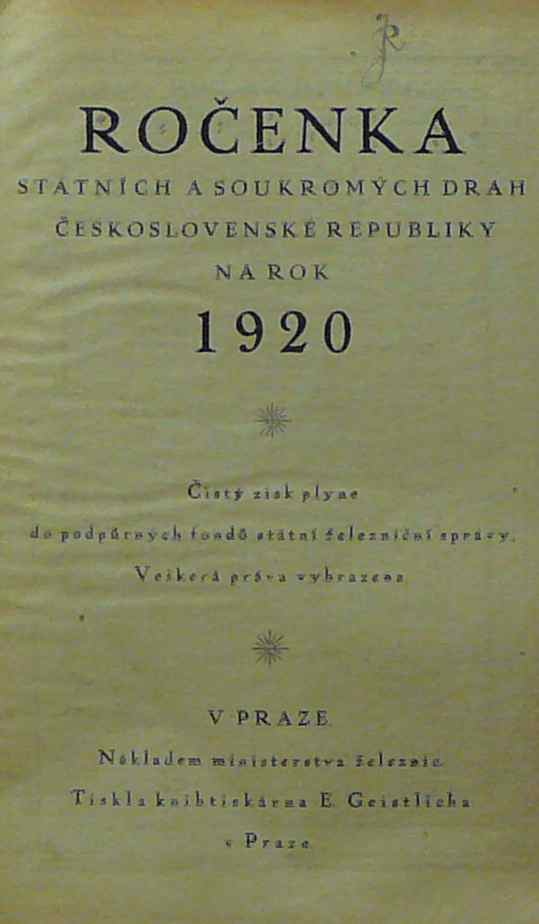 R
ROČENKA
STÁTNÍCH A SOUKROMÝCH DRAH
ČESKOSLOVENSKÉ REPUBLIKY
NA ROK
1920
Čistý zisk plyne
do podpůrných fondů státní železniční správy.
Veškerá práva vyhrazena
V PRAZE.
Nákladem ministerstva železnic.
Tiskla knihtiskárna E. Geistlicha
v Praze